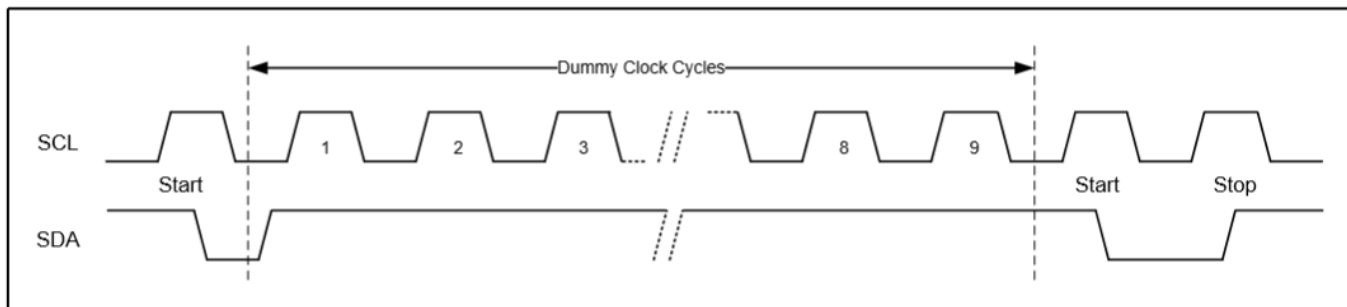 Dummy Clock Cycles
SCL
1 2 3 8 9
Start Start Stop
SDA